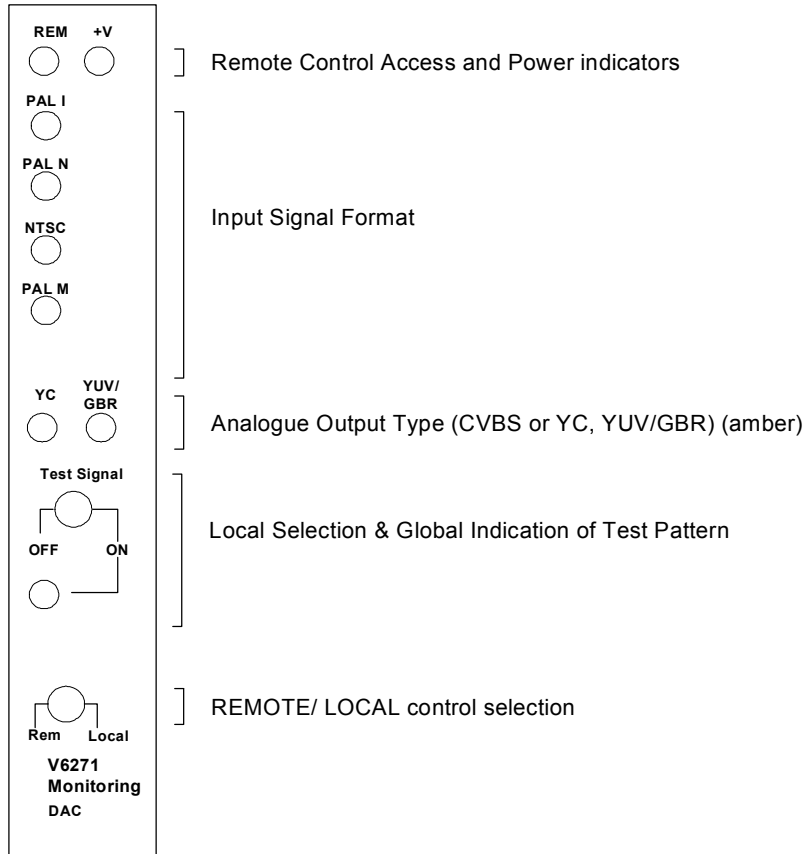 REM +V
Remote Control Access and Power indicators
PAL I
PAL N
Input Signal Format
NTSC
PAL M
YC YUV/
GBR
Analogue Output Type (CVBS or YC, YUV/GBR) (amber)
Test Signal
Local Selection & Global Indication of Test Pattern
OFF ON
REMOTE/ LOCAL control selection
Rem Local
V6271
Monitoring
DAC